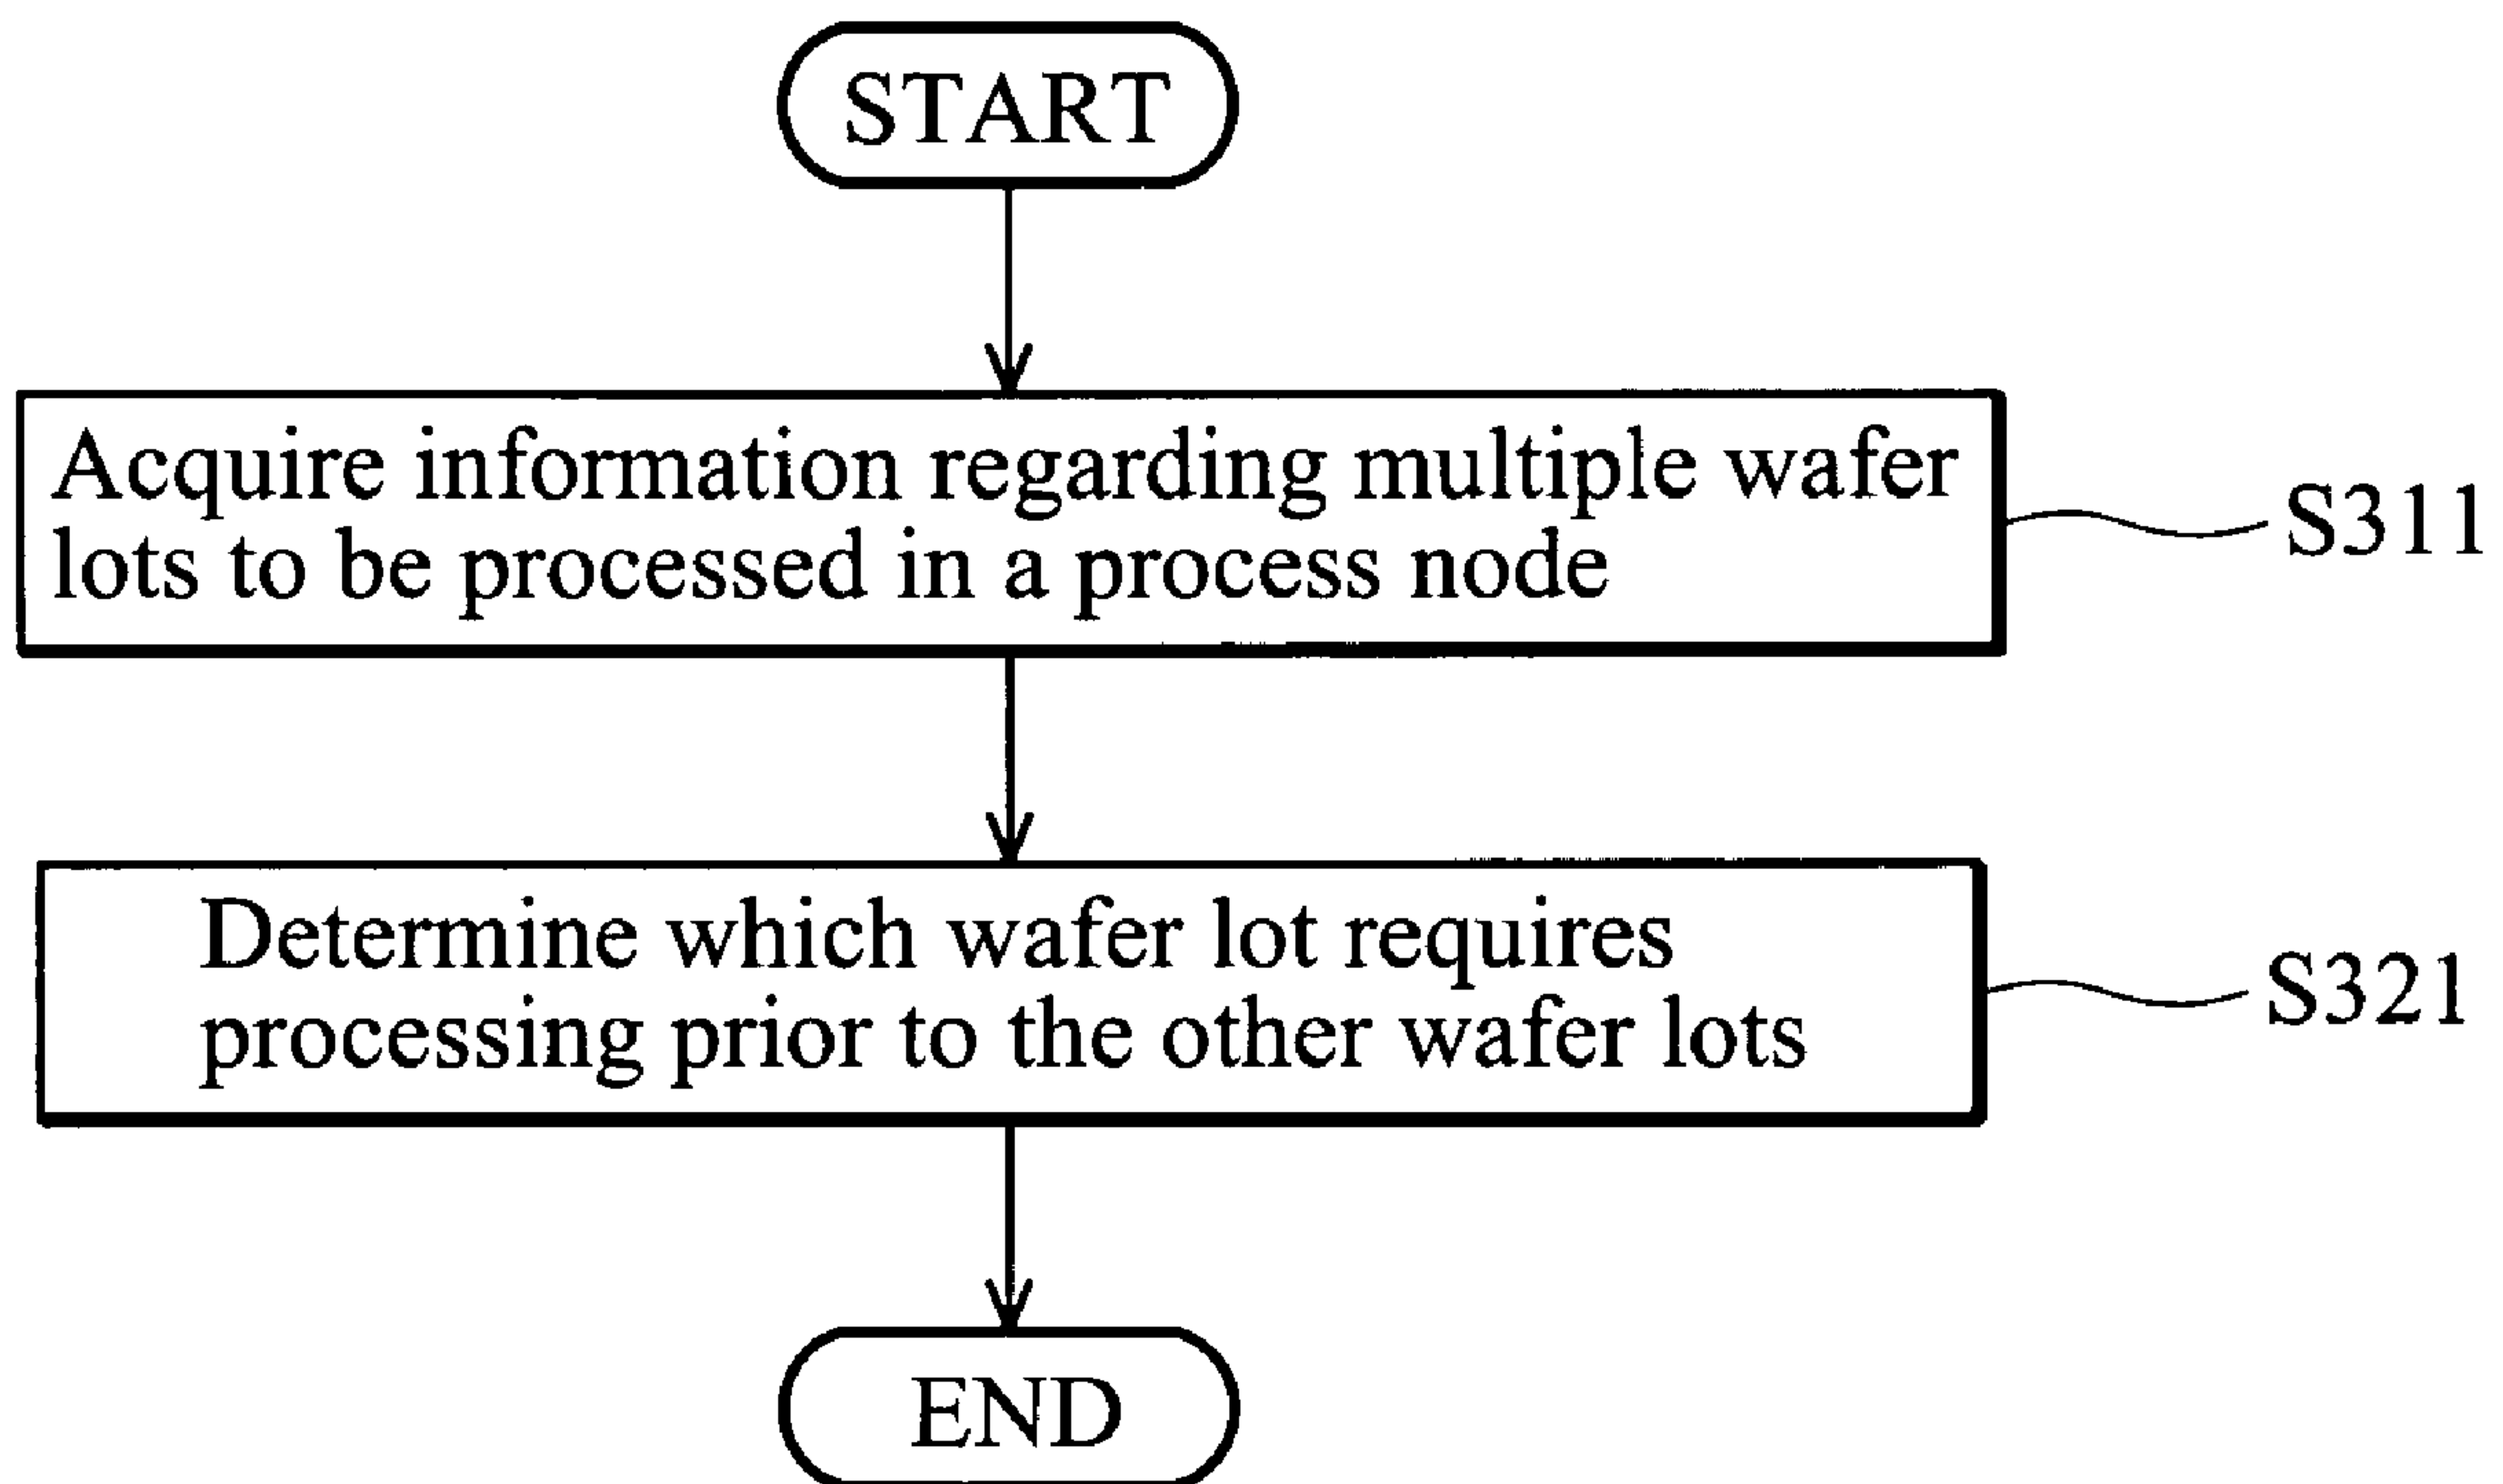 START
Acquire information regarding multiple wafer
lots to be processed in a process node
S311
Determine which wafer lot requires
processing prior to the other wafer lots
S321
END